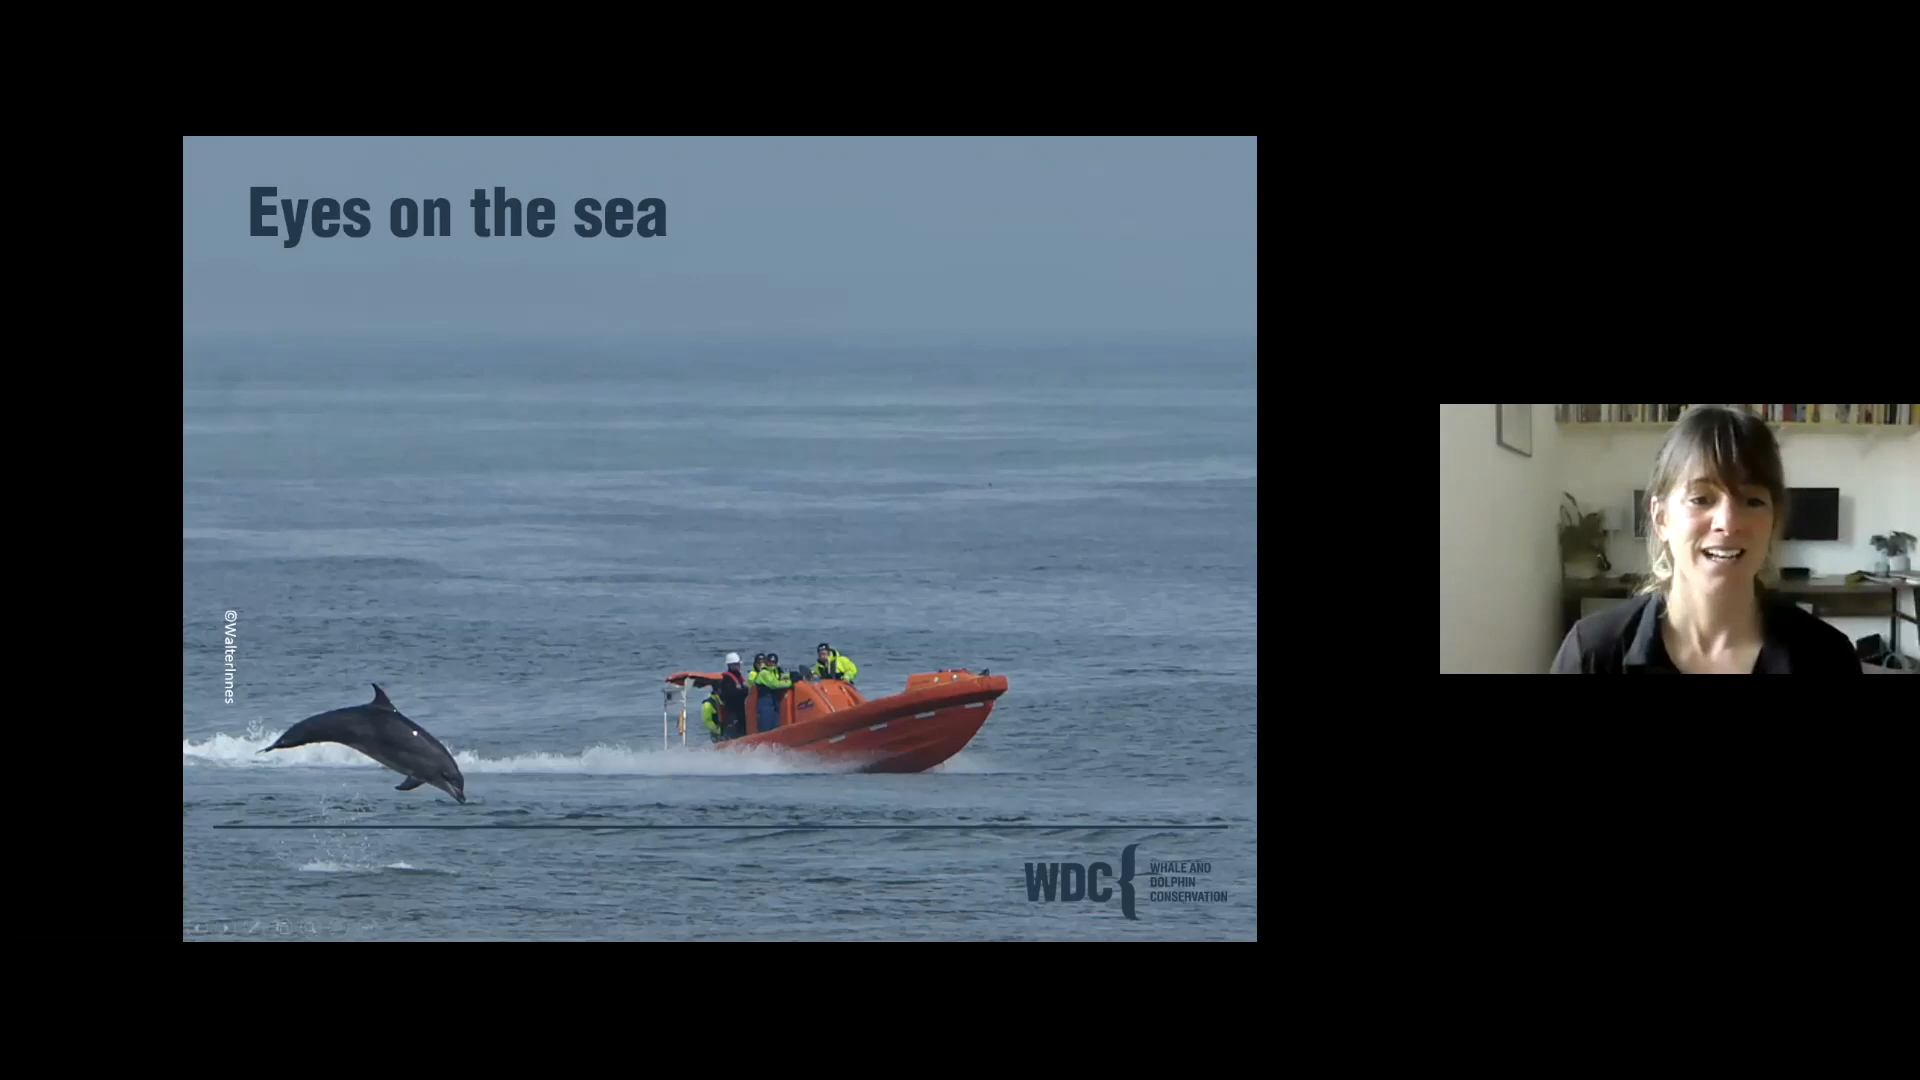 Eyes on the sea
©WalterInnes
WDC
WHALE AND
DOLPHIN
CONSERVATION